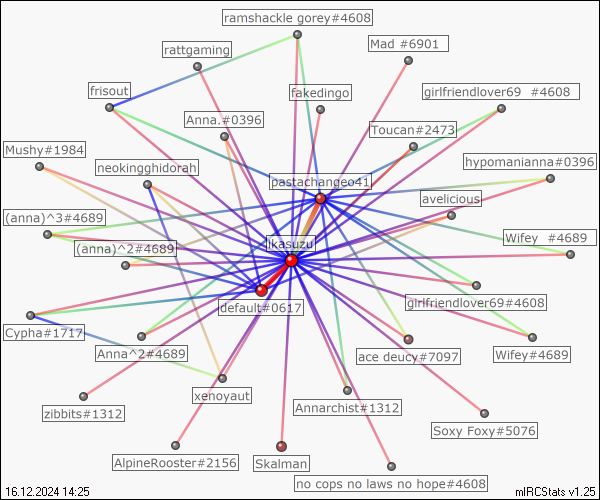 ramshackle gorey#4608
rattgaming
Mad #6901
frisout
fakedingo
girlfriendlover69 #4608
Anna.#0396
Toucan#2473
Mushy#1984
neokingghidorah
hypomanianna#0396
pastachangeo41
avelicious
(anna)^3#4689
(anna)^2#4689
ikasuzu
Wifey #4689
girlfriendlover69#4608
default#0617
Cypha#1717
Anna^2#4689
ace deucy#7097
Wifey#4689
xenoyaut
zibbits#1312
Annarchist#1312
Soxy Foxy#5076
AlpineRooster#2156
Skalman
no cops no laws no hope#4608
16.12.2024 14:25
mIRCStats v1.25